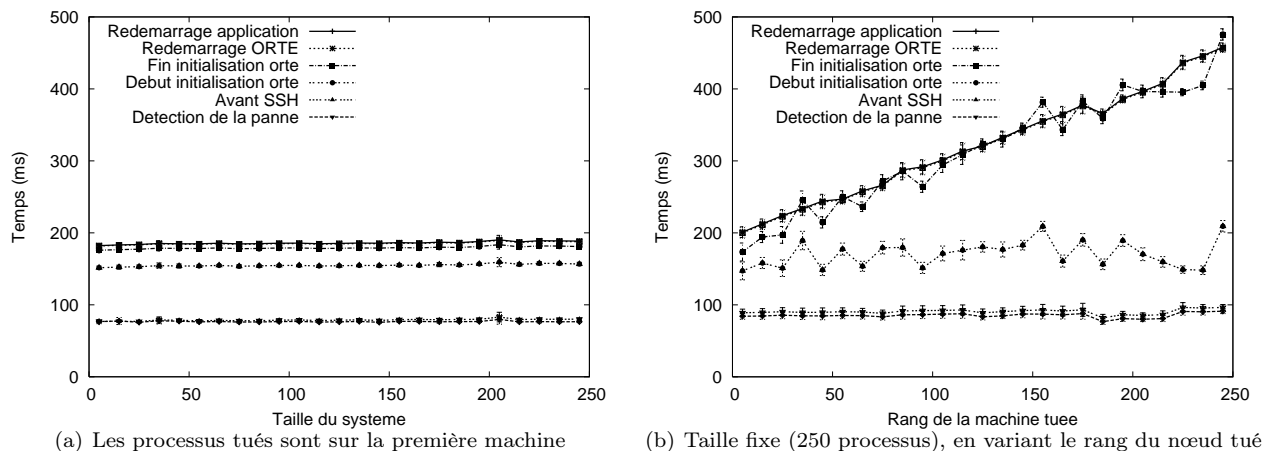 500
400
300
200
100
0
Temps (ms)
Redemarrage application
Redemarrage ORTE
Fin initialisation orte
Debut initialisation orte
Avant SSH
Detection de la panne
0 50 100 150 200 250
Taille du systeme
(a) Les processus tués sont sur la première machine
500
400
300
200
100
0
Temps (ms)
Redemarrage application
Redemarrage ORTE
Fin initialisation orte
Debut initialisation orte
Avant SSH
Detection de la panne
0 50 100 150 200 250
Rang de la machine tuee
(b) Taille fixe (250 processus), en variant le rang du nœud tué